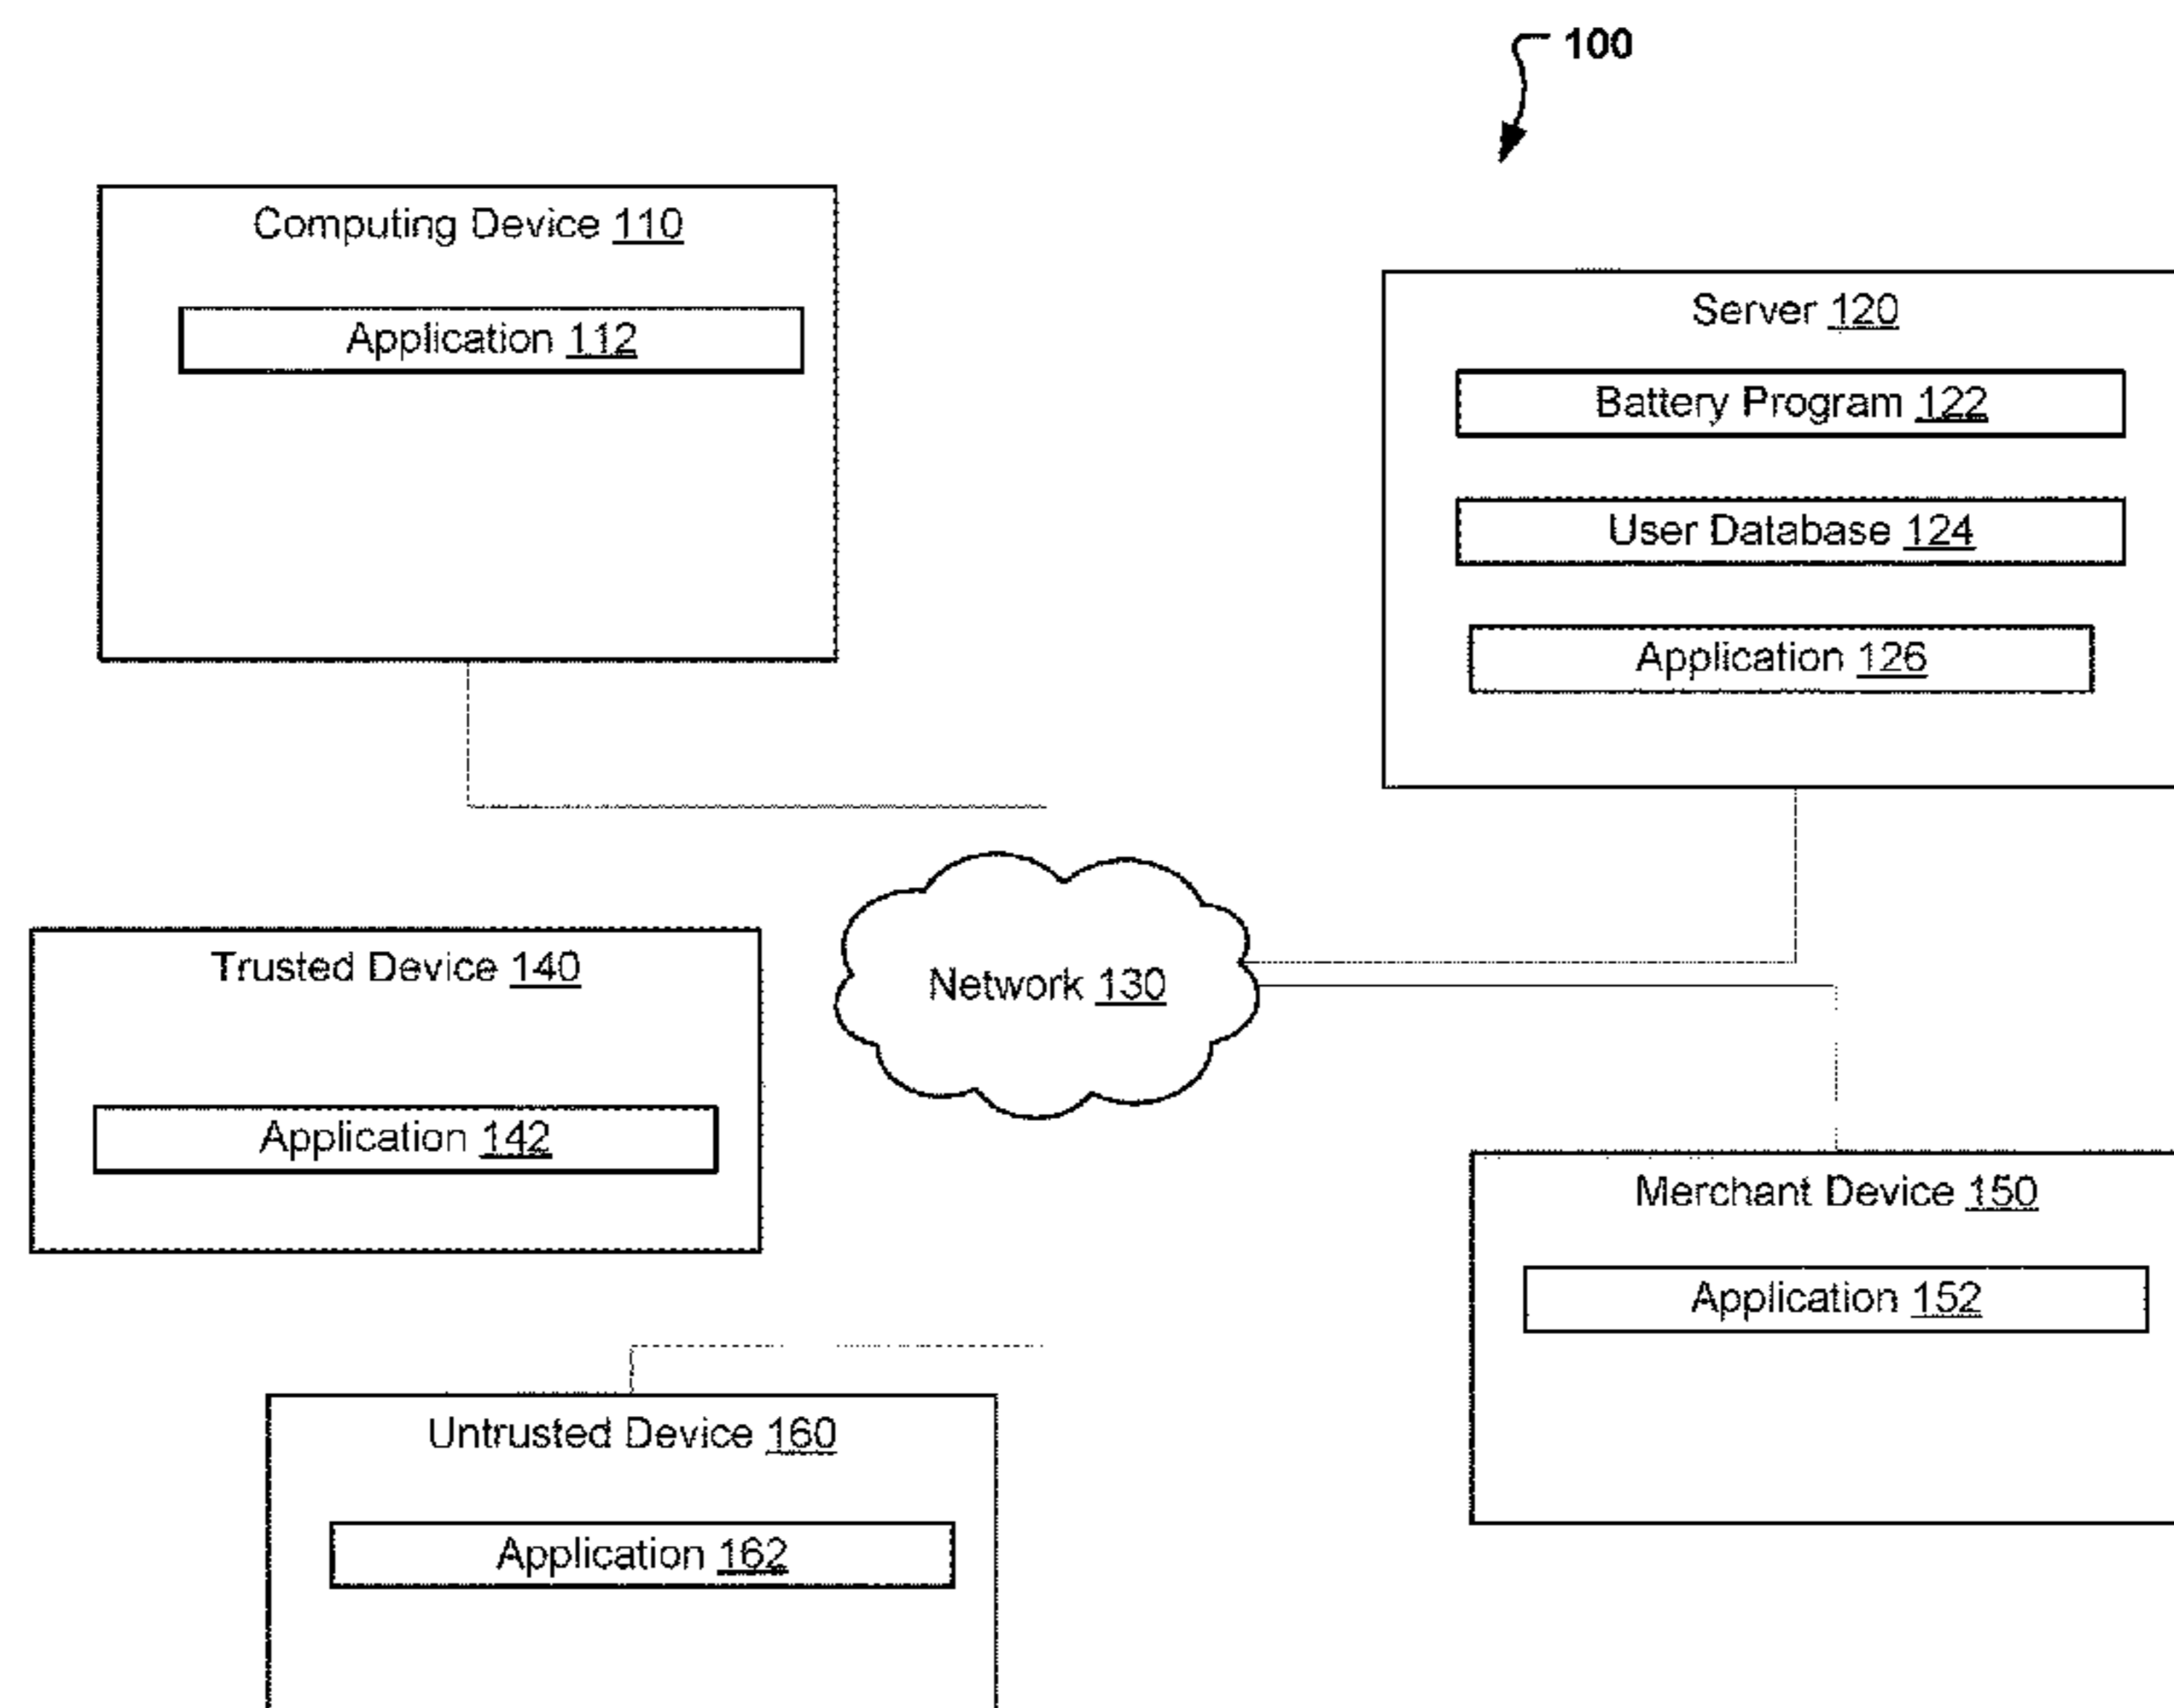 100
Computing Device 110
Application 112
Server 120
Battery Program 122
User Database 124
Application 126
Network 130
Trusted Device 140
Application 142
Merchant Device 150
Application 152
Untrusted Device 160
Application 162